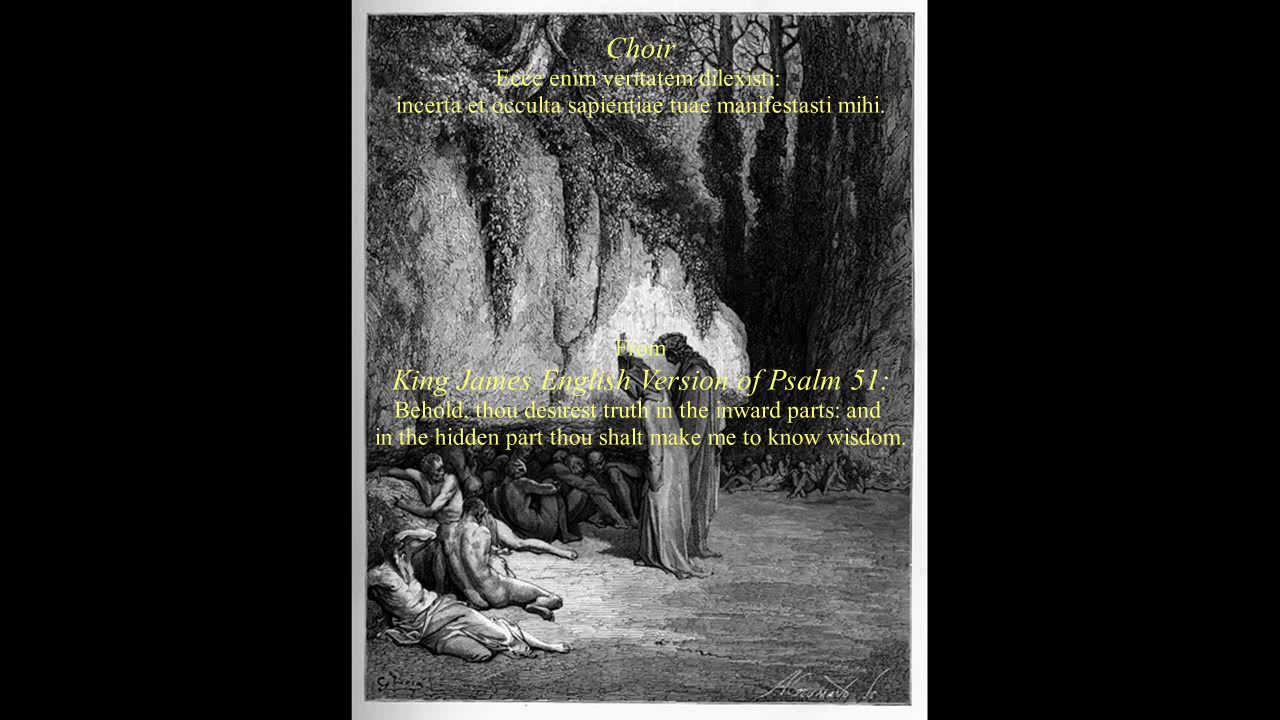 Choir
Ecce enim veritatem dilexisti:
incerta et occulta sapientiae tuae manifestasti mihi.
From
King James English Version of Psalm 51:
Behold, thou desirest truth in the inward parts: and
in the hidden part thou shalt make me to know wisdom.